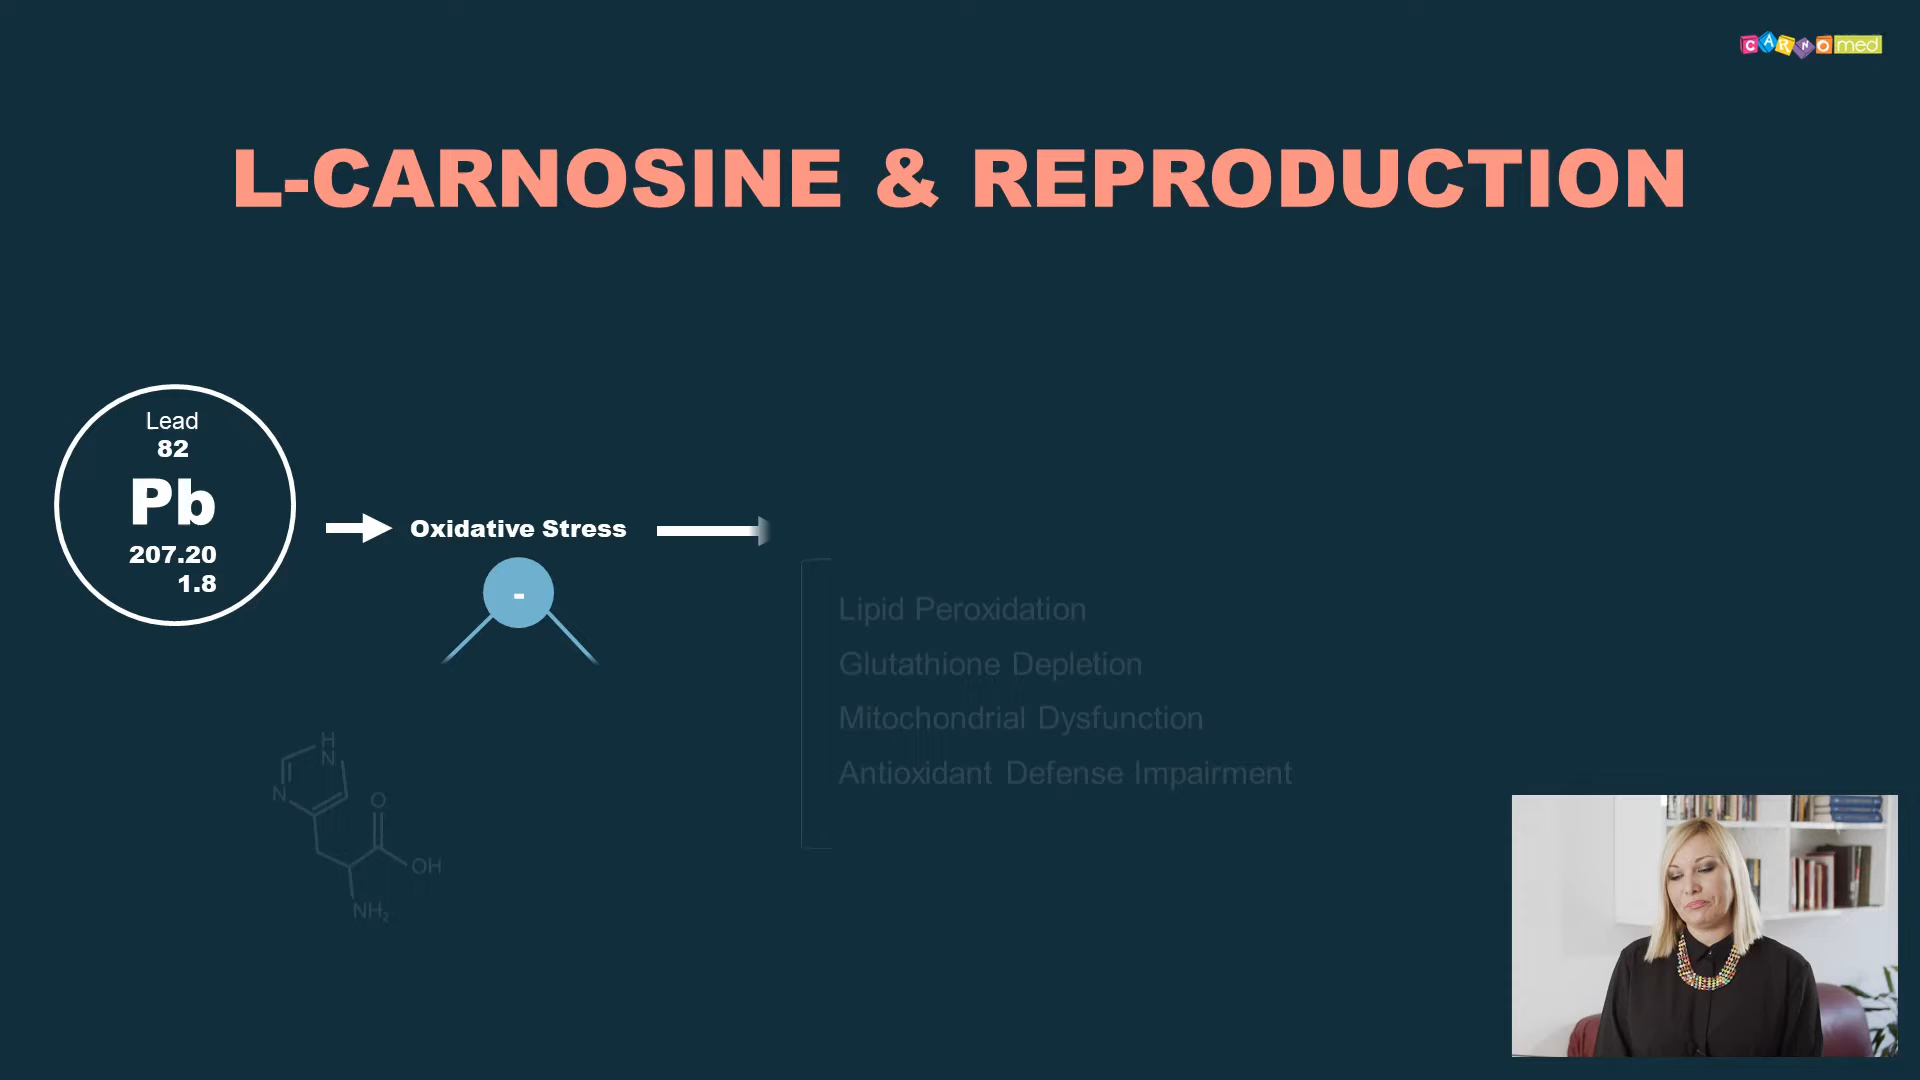 CARNOmed
L-CARNOSINE & REPRODUCTION
Lead
82
Pb
207.20
1.8
Oxidative Stress
-
Lipid Peroxidation
Glutathione Depletion
Mitochondrial Dysfunction
Antioxidant Defense Impairment
H
N
N
O
OH
NH₂